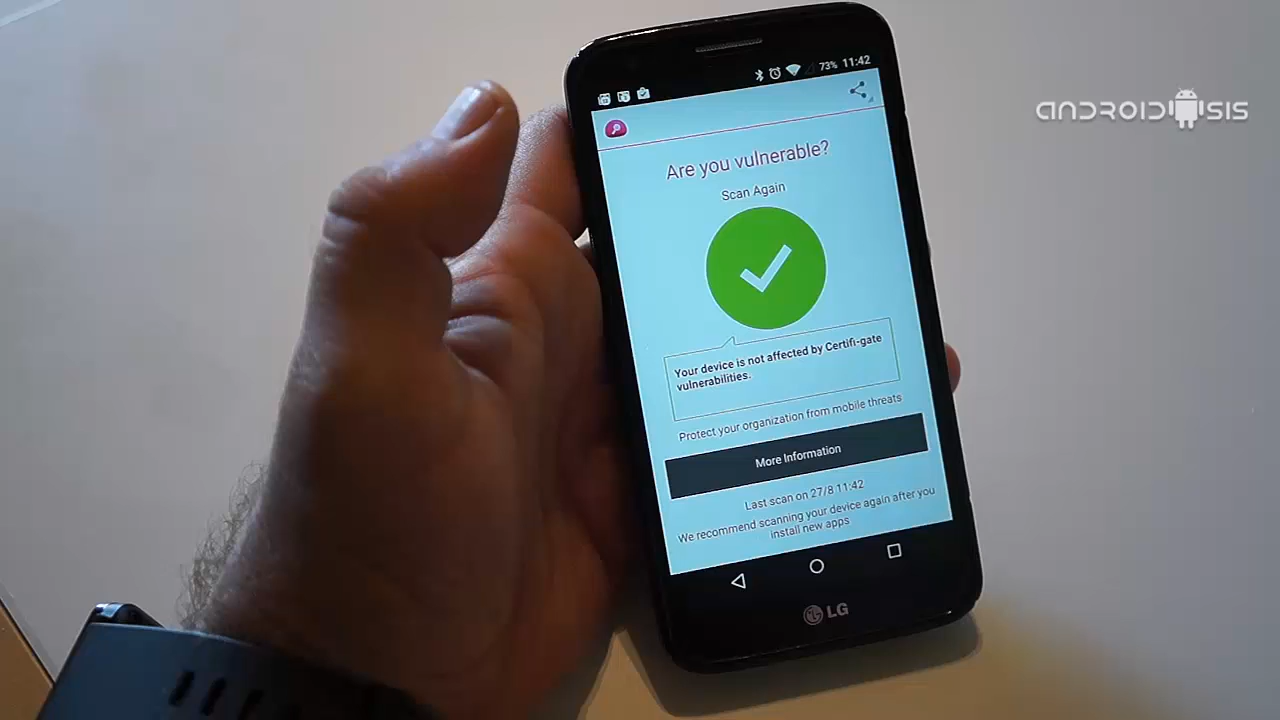 73% 11:42
ANDROIDSIS
Are you vulnerable?
Scan Again
Your device is not affected by Certifi-gate
vulnerabilities.
Protect your organization from mobile threats
More Information
Last scan on 27/8 11:42
We recommend scanning your device again after you
install new apps
LG